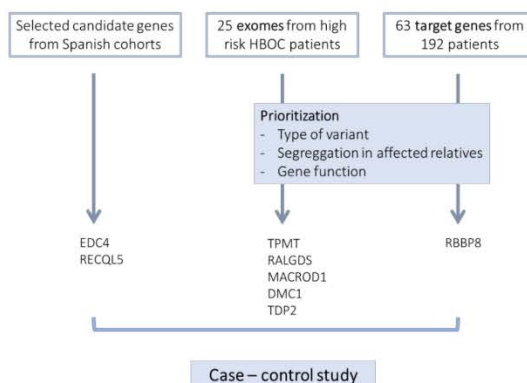 Selected candidate genes
from Spanish cohorts
25 exomes from high
risk HBOC patients
63 target genes from
192 patients
Prioritization
- Type of variant
- Segreggation in affected relatives
- Gene function
EDC4
RECQL5
TPMT
RALGDS
MACROD1
DMC1
TDP2
RBBP8
Case – control study